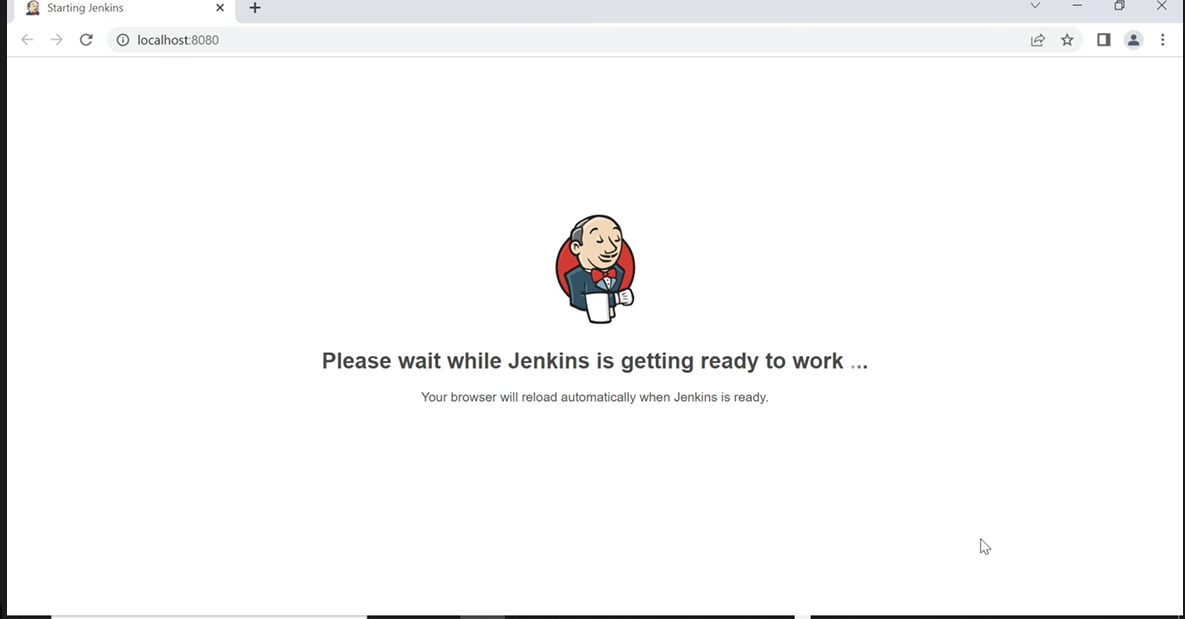 Starting Jenkins
localhost:8080
Please wait while Jenkins is getting ready to work ...
Your browser will reload automatically when Jenkins is ready.